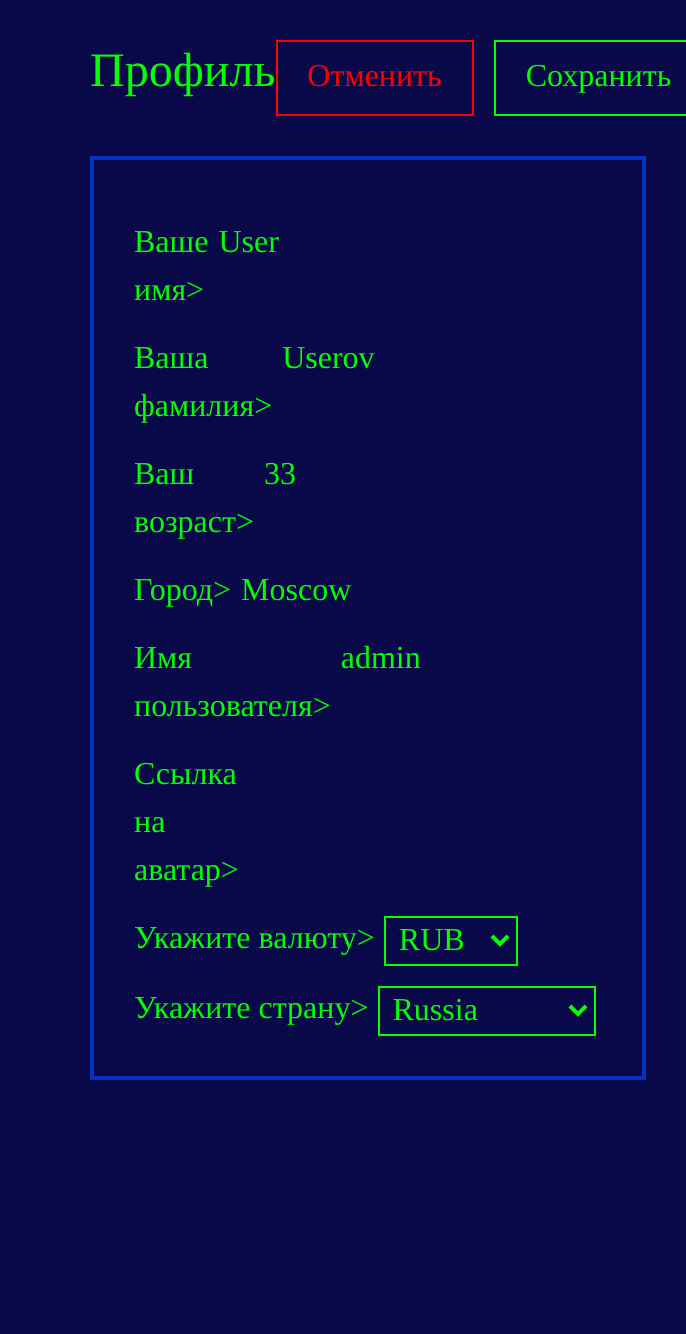 Профиль Отменить Сохранить
Ваше User
имя>
Ваша Userov
фамилия>
Ваш 33
возраст>
Город> Moscow
Имя admin
пользователя>
Ссылка
на
аватар>
Укажите валюту> RUB
Укажите страну> Russia